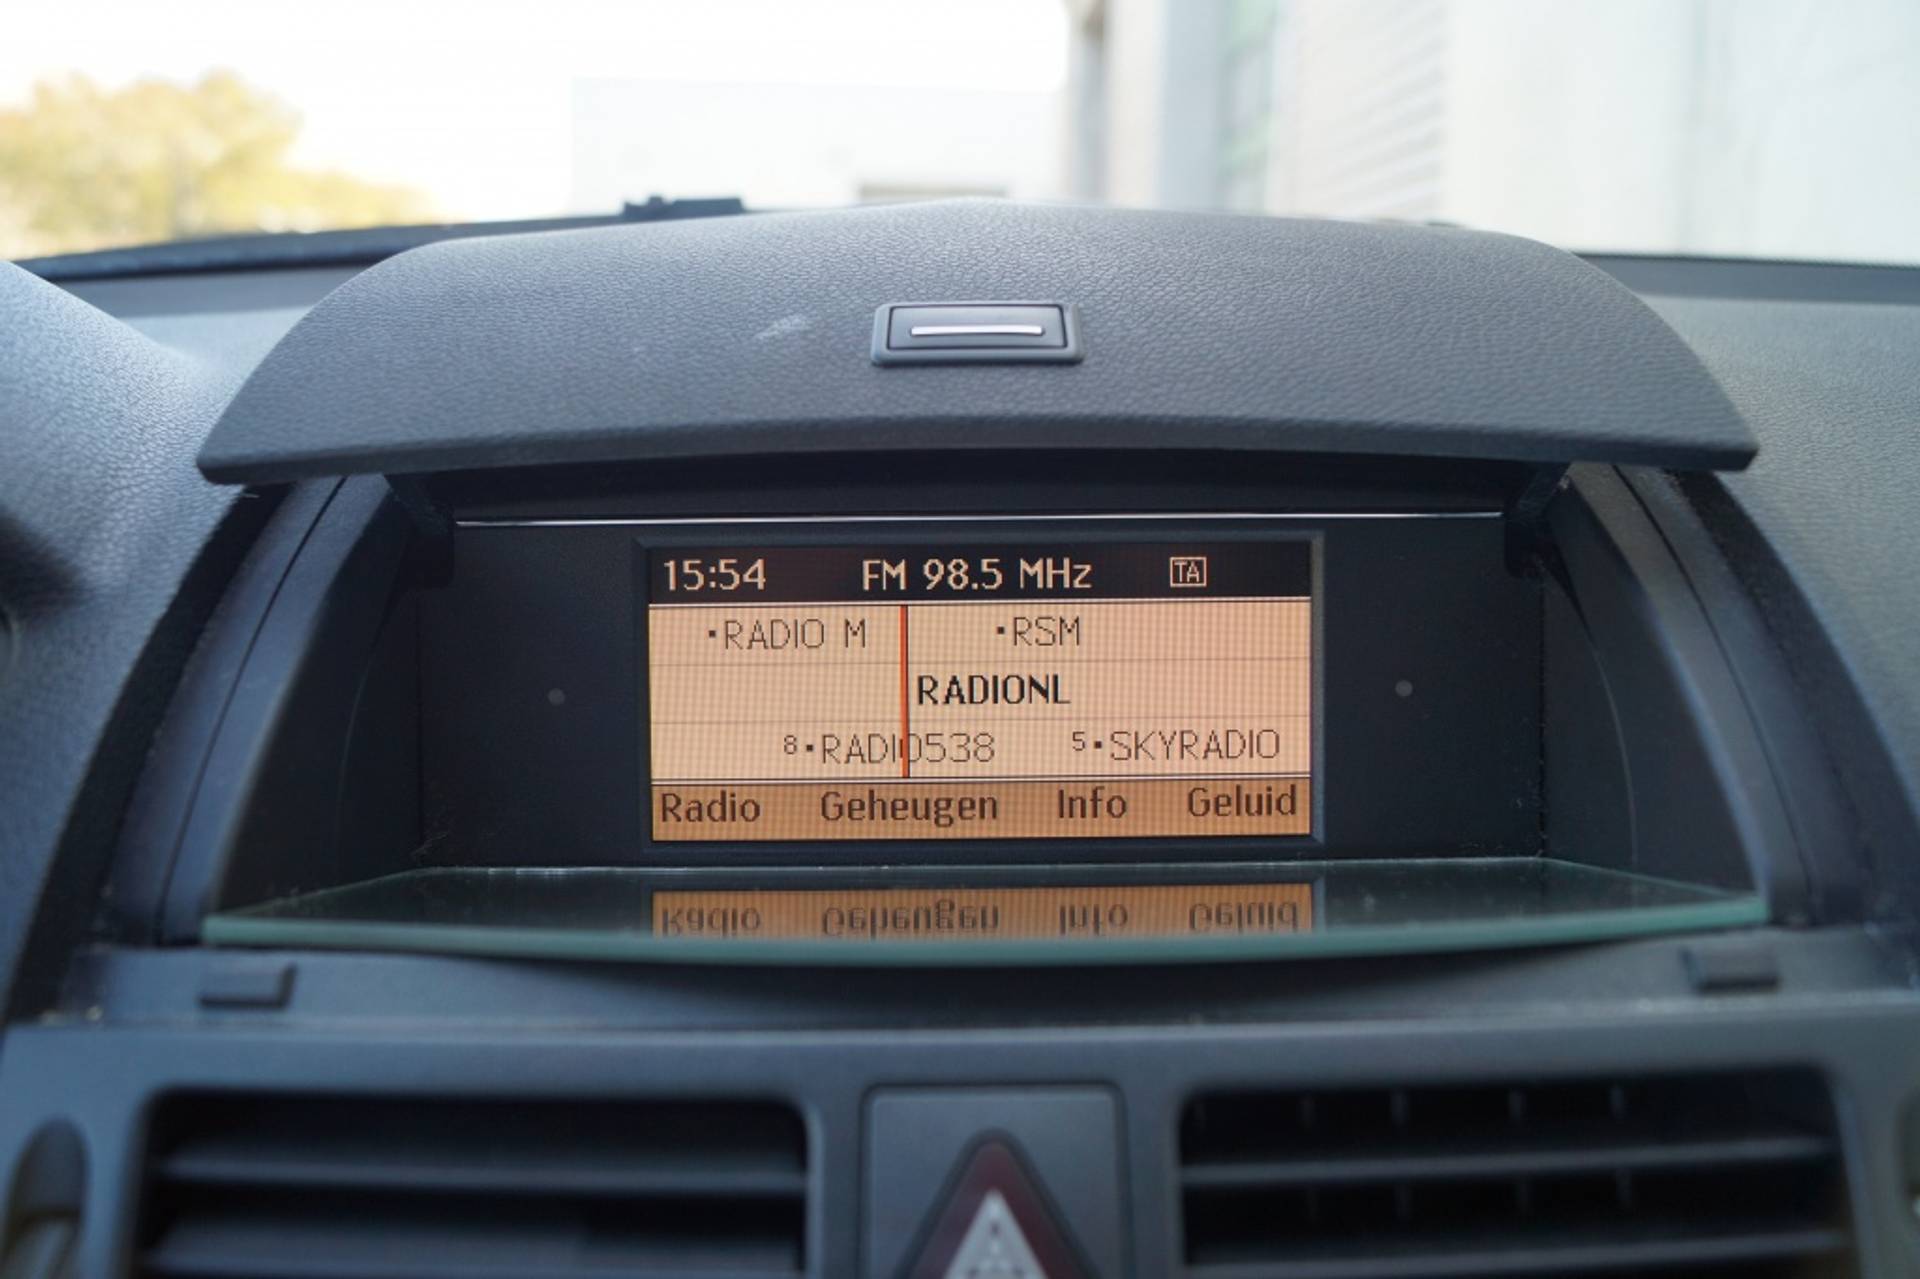 15:54 FM 98.5 MHz TA
▪RADIO M ▪RSM
RADIONL
8▪RADIO538 5▪SKYRADIO
Radio Geheugen Info Geluid